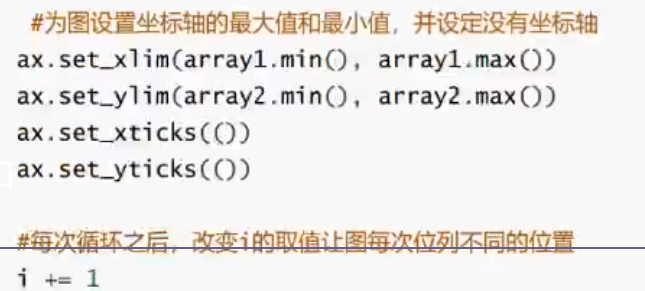 #为图设置坐标轴的最大值和最小值，并设定没有坐标轴
ax.set_xlim(array1.min(), array1.max())
ax.set_ylim(array2.min(), array2.max())
ax.set_xticks(())
ax.set_yticks(())
#每次循环之后，改变i的取值让图每次位列不同的位置
i += 1